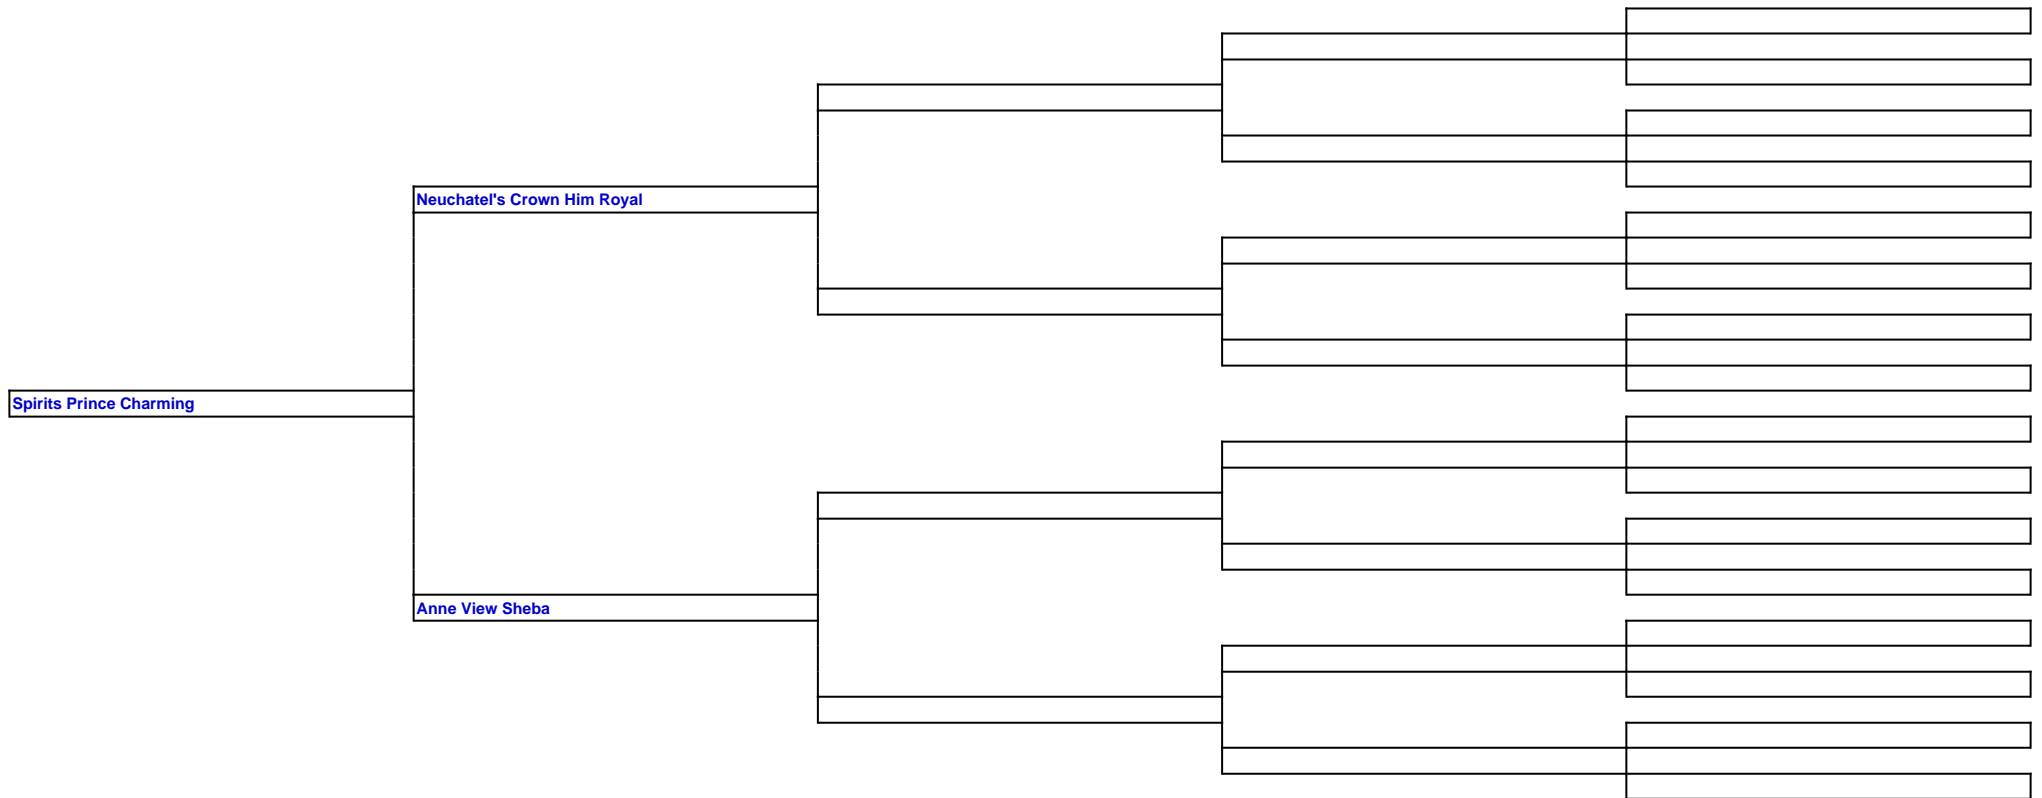 Neuchatel's Crown Him Royal
Spirits Prince Charming
Anne View Sheba